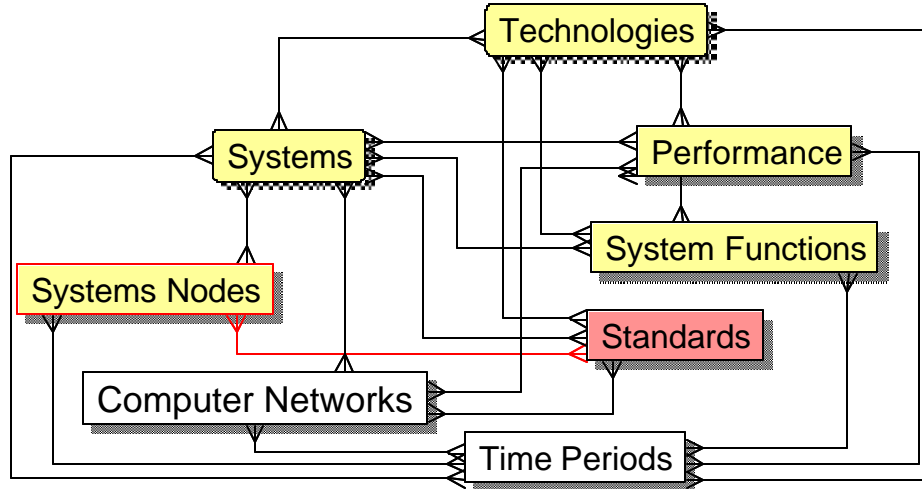 Technologies
Systems
Performance
System Functions
Systems Nodes
Standards
Computer Networks
Time Periods